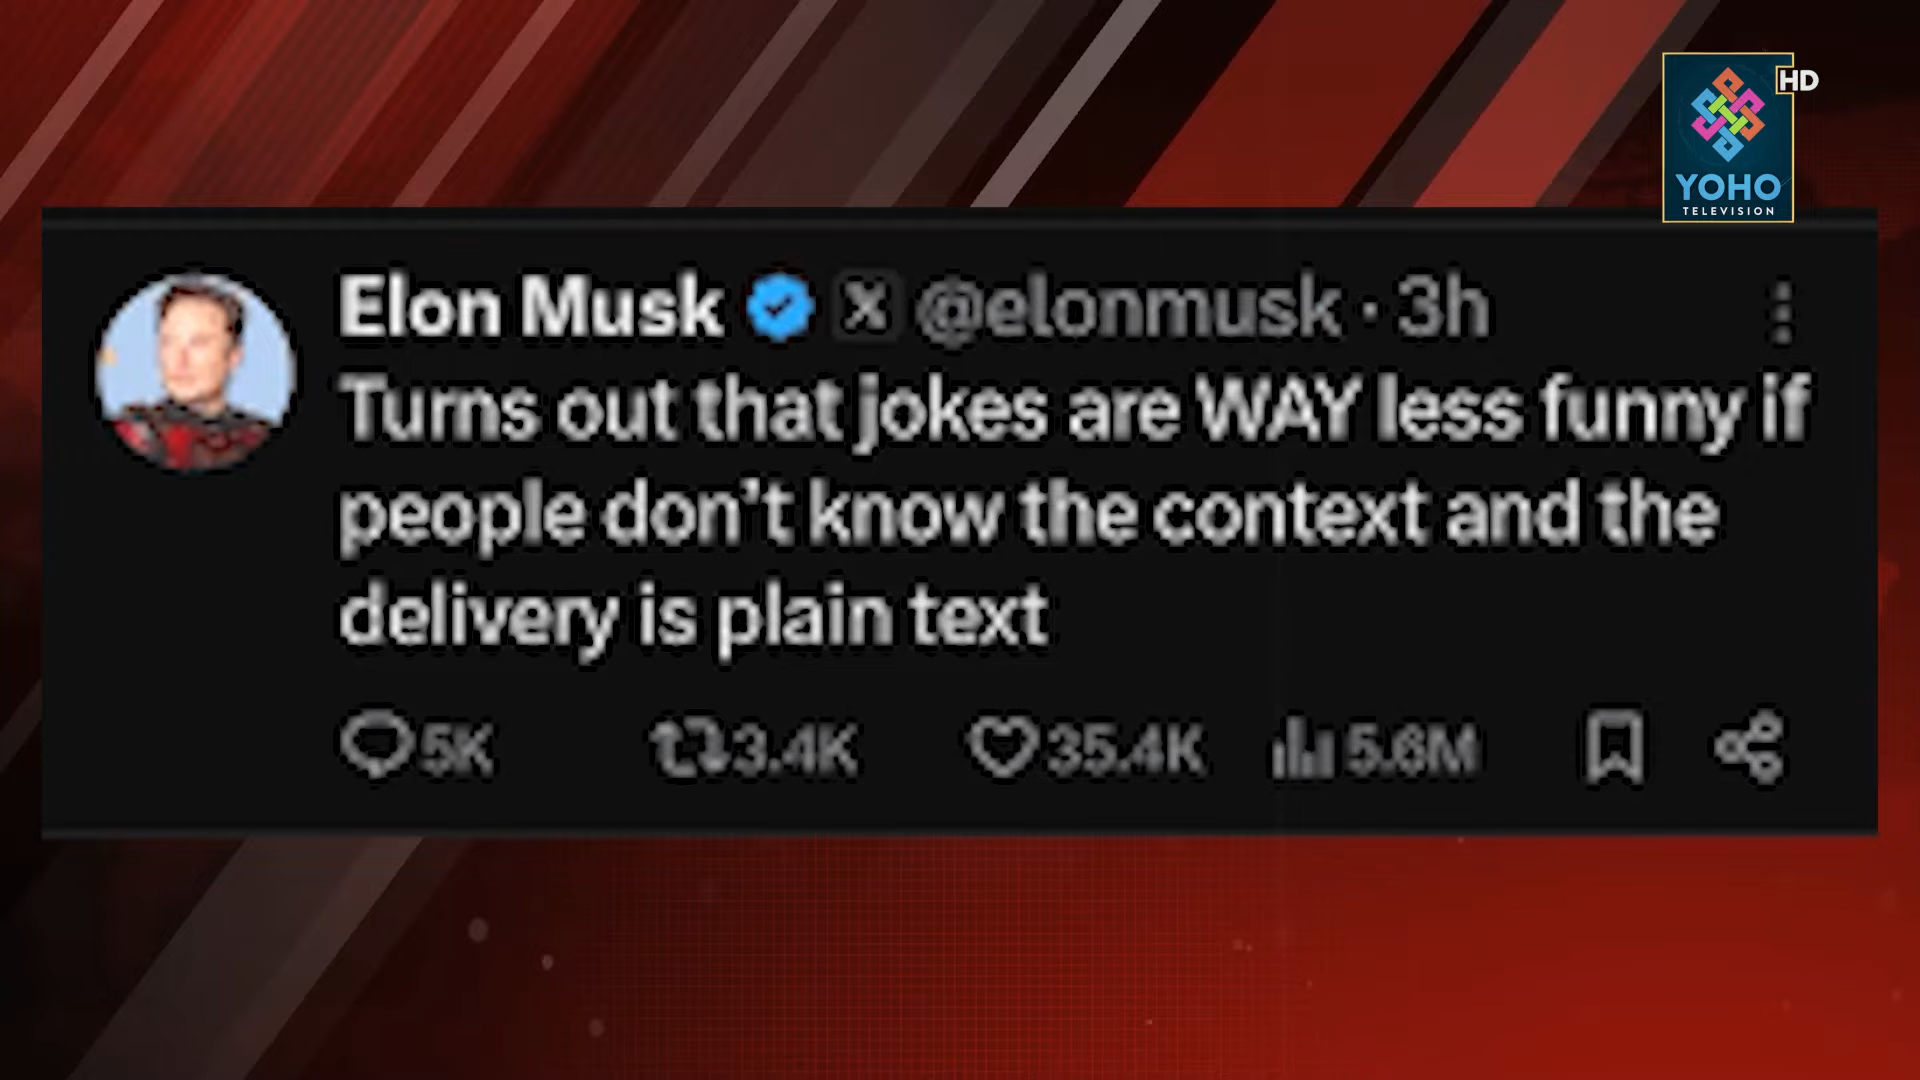 HD
YOHO
TELEVISION
Elon Musk @elonmusk · 3h
Turns out that jokes are WAY less funny if
people don't know the context and the
delivery is plain text
5K 3.4K 35.4K 5.6M